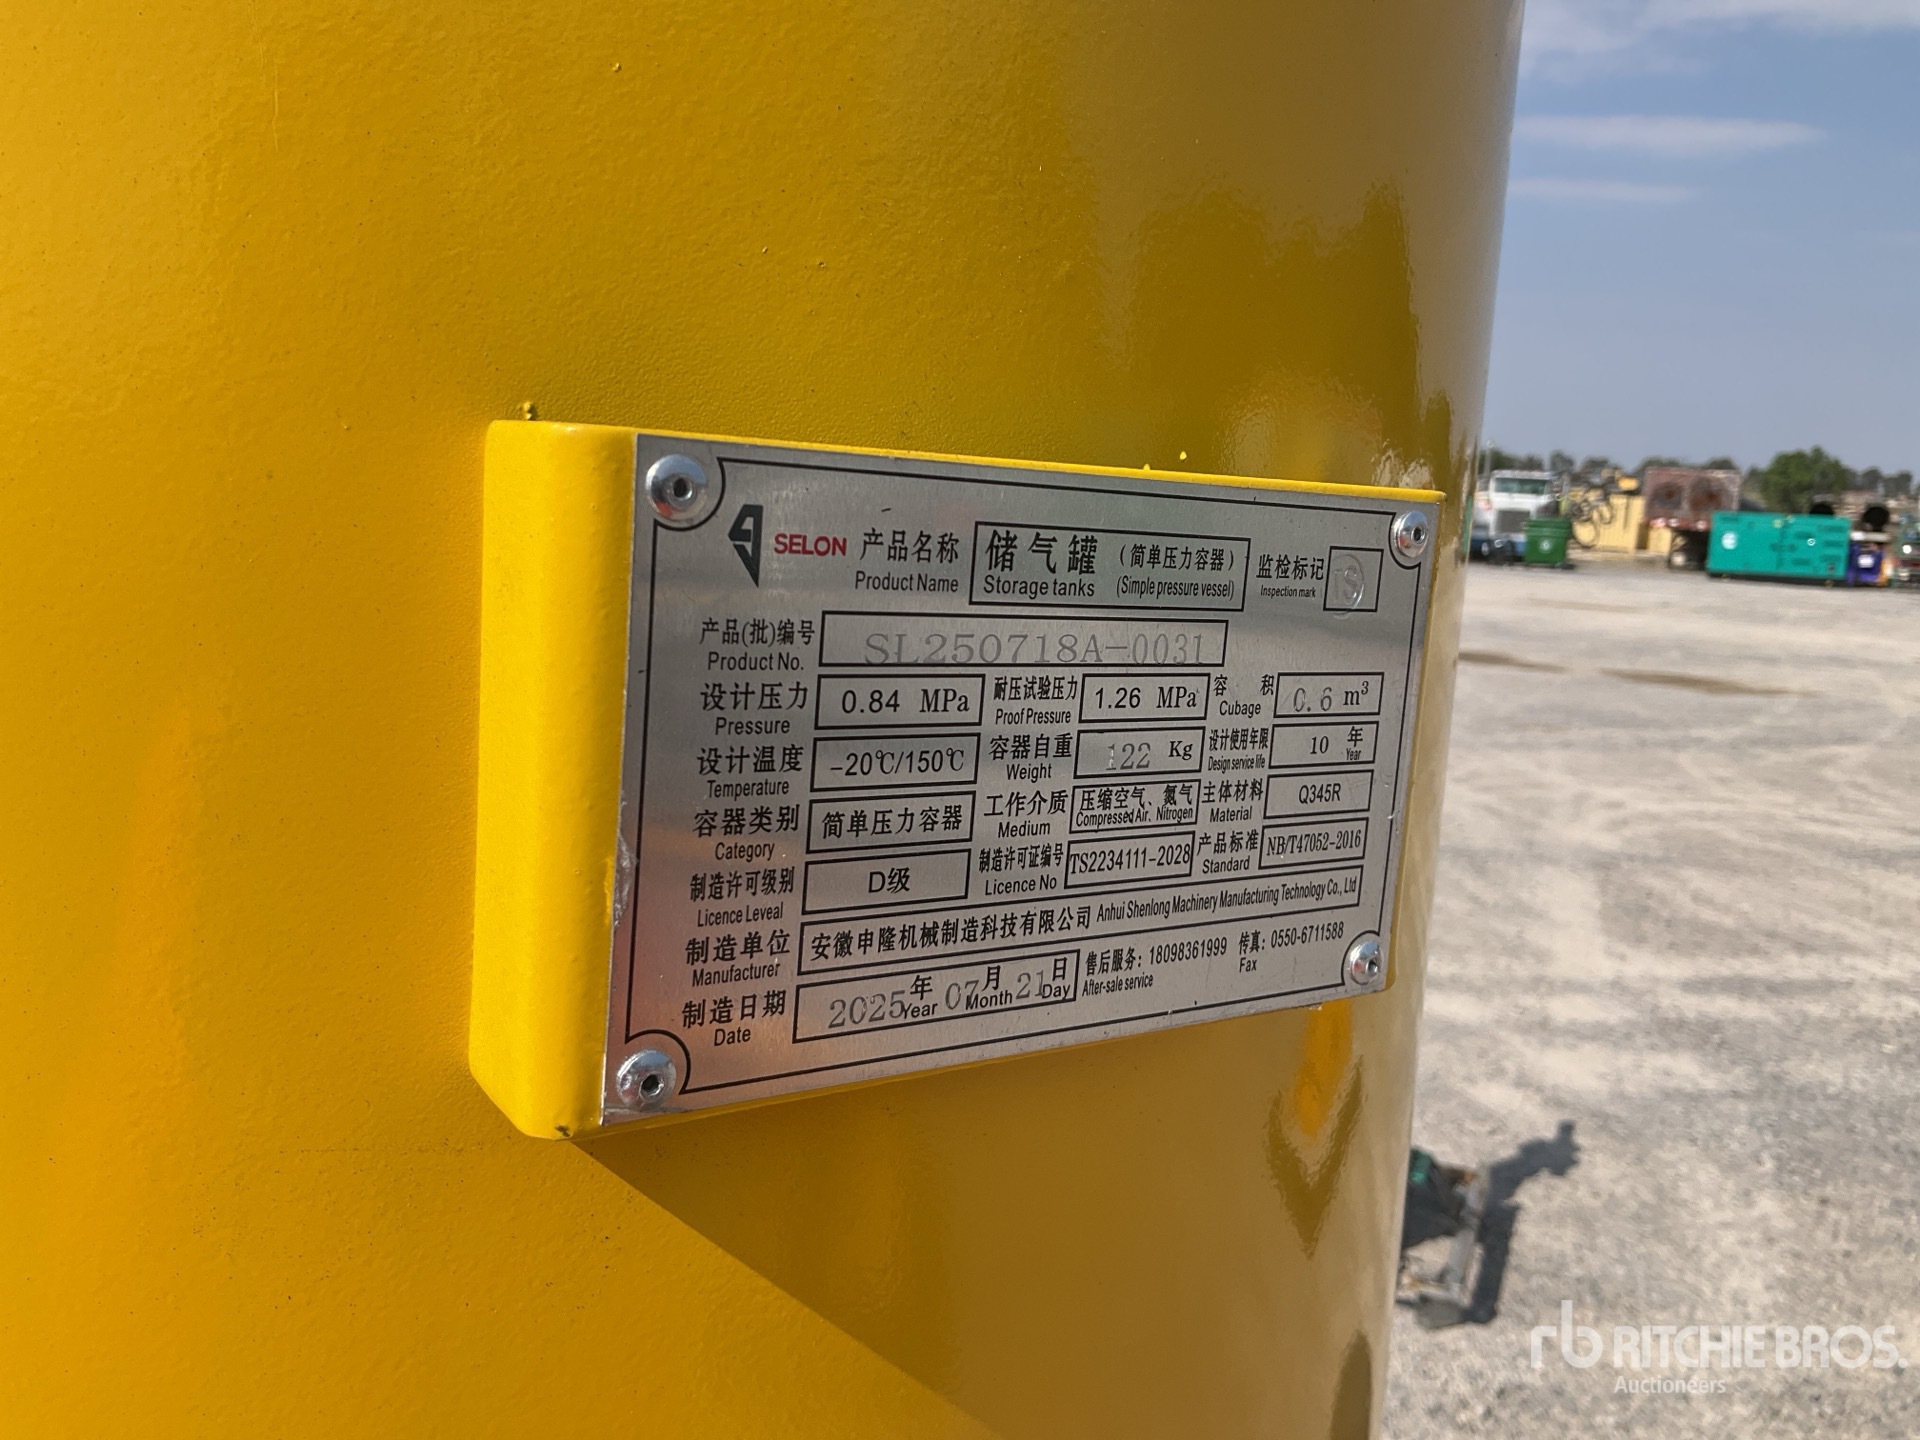 SELON 产品名称 储气罐 (简单压力容器) 监检标记 TS
Product Name Storage tanks (Simple pressure vessel) Inspection mark
产品(批)编号 SL250718A-0031
Product No.
设计压力 0.84 MPa 耐压试验压力 1.26 MPa 容积 0.6 m³
Pressure Proof Pressure Cubage
设计温度 -20℃/150℃ 容器自重 122 Kg 设计使用年限 10 年
Temperature Weight Design service life Year
容器类别 简单压力容器 工作介质 压缩空气、氮气 主体材料 Q345R
Category Medium Compressed Air、Nitrogen Material
制造许可级别 D级 制造许可证编号 TS2234111-2028 产品标准 NB/T47052-2016
Licence Leveal Licence No Standard
制造单位 安徽申隆机械制造科技有限公司 Anhui Shenlong Machinery Manufacturing Technology Co., Ltd
Manufacturer
制造日期 2025年 07月 21日 售后服务: 18098361999 传真: 0550-6711588
Date Year Month Day After-sale service Fax
rb RITCHIE BROS.
Auctioneers